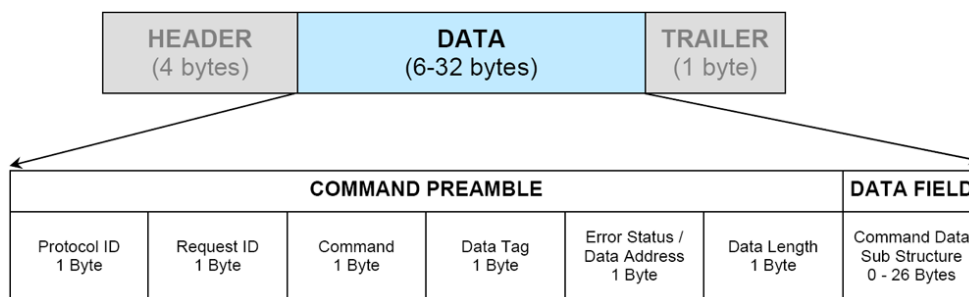 HEADER
(4 bytes)
DATA
(6-32 bytes)
TRAILER
(1 byte)
COMMAND PREAMBLE
DATA FIELD
Protocol ID
1 Byte
Request ID
1 Byte
Command
1 Byte
Data Tag
1 Byte
Error Status /
Data Address
1 Byte
Data Length
1 Byte
Command Data
Sub Structure
0 - 26 Bytes